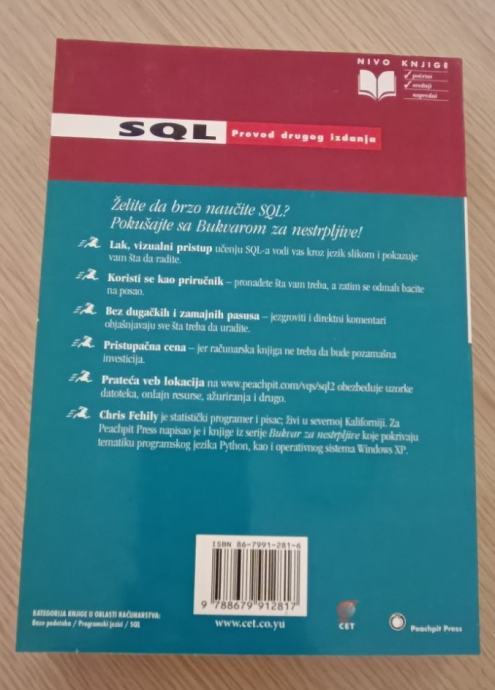 NIVO KNJIGE
početni
srednji
napredni
SQL Prevod drugog izdanja
Želite da brzo naučite SQL?
Pokušajte sa Bukvarom za nestrpljive!
Lak, vizualni pristup učenju SQL-a vodi vas kroz jezik slikom i pokazuje
vam šta da radite.
Koristi se kao priručnik – pronađete šta vam treba, a zatim se odmah bacite
na posao.
Bez dugačkih i zamajnih pasusa – jezgroviti i direktni komentari
objašnjavaju sve šta treba da uradite.
Pristupačna cena – jer računarska knjiga ne treba da bude pozamašna
investicija.
Prateća veb lokacija na www.peachpit.com/vqs/sql2 obezbeđuje uzorke
datoteka, onlajn resurse, ažuriranja i drugo.
Chris Fehily je statistički programer i pisac; živi u severnoj Kaliforniji. Za
Peachpit Press napisao je i knjige iz serije Bukvar za nestrpljive koje pokrivaju
tematiku programskog jezika Python, kao i operativnog sistema Windows XP.
ISBN 86-7991-281-6
9 788679 912817
KATEGORIJA KNJIGE U OBLASTI RAČUNARSTVA:
Baze podataka / Programski jezici / SQL
www.cet.co.yu
CET
Peachpit Press